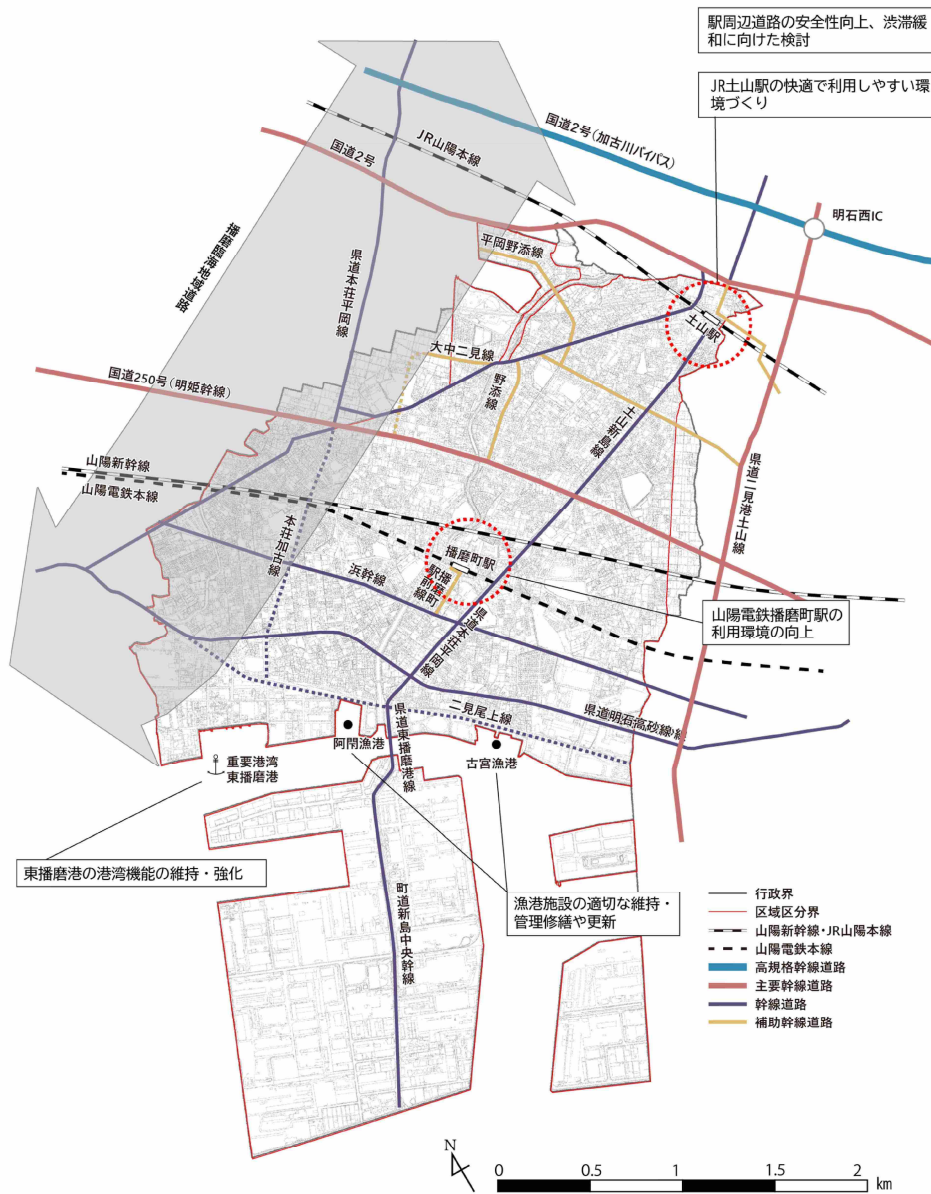 駅周辺道路の安全性向上、渋滞緩
和に向けた検討
JR土山駅の快適で利用しやすい環
境づくり
国道2号(加古川バイパス)
JR山陽本線
国道2号
明石西IC
播磨臨海地域道路
県道本荘平岡線
平岡野添線
土山駅
大中二見線
野添線
国道250号(明姫幹線)
土山新島線
県道二見港土山線
山陽新幹線
山陽電鉄本線
本荘加古線
浜幹線
播磨町駅
播磨町
駅前線
県道本荘平岡線
山陽電鉄播磨町駅の
利用環境の向上
二見尾上線
県道明石高砂線
線
県道東播磨港線
阿閇漁港
古宮漁港
重要港湾
東播磨港
東播磨港の港湾機能の維持・強化
漁港施設の適切な維持・
管理修繕や更新
町道新島中央幹線
行政界
区域区分界
山陽新幹線・JR山陽本線
山陽電鉄本線
高規格幹線道路
主要幹線道路
幹線道路
補助幹線道路
N
0 0.5 1 1.5 2
km